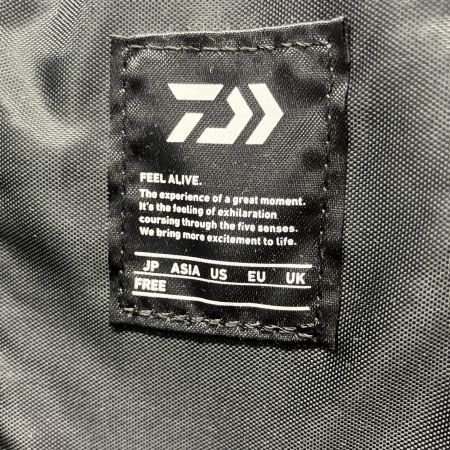 FEEL ALIVE.
The experience of a great moment.
It's the feeling of exhilaration
coursing through the five senses.
We bring more excitement to life.
JP ASIA US EU UK
FREE